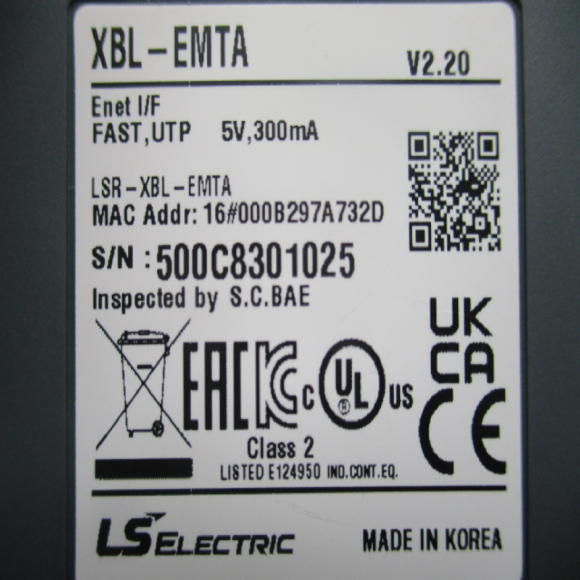 XBL-EMTA V2.20
Enet I/F
FAST,UTP 5V,300mA
LSR-XBL-EMTA
MAC Addr: 16#000B297A732D
S/N : 500C8301025
Inspected by S.C.BAE
UK
CA
EAC KC c UL US CE
®
Class 2
LISTED E124950 IND.CONT.EQ.
LS ELECTRIC MADE IN KOREA